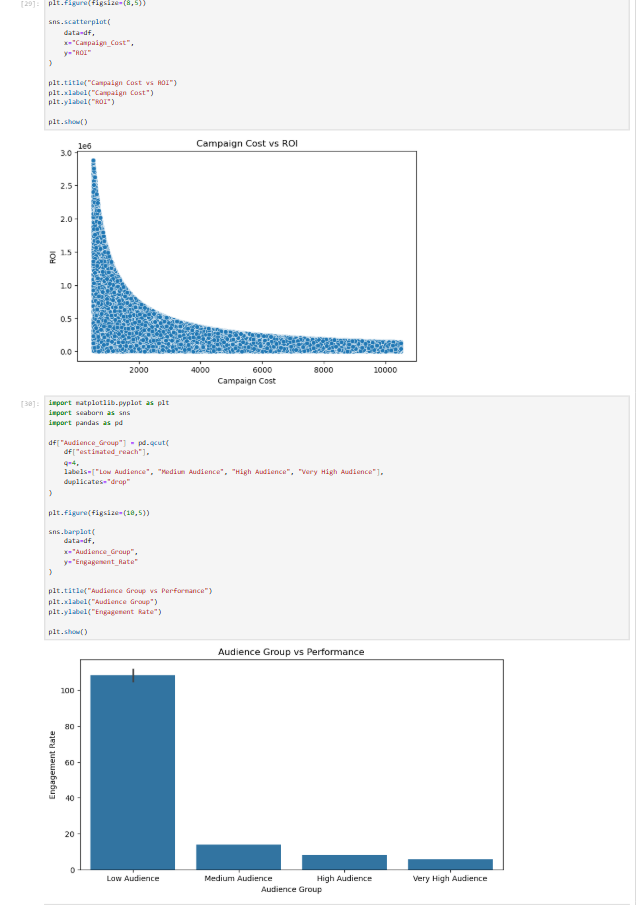 [29]: plt.figure(figsize=(8,5))
sns.scatterplot(
data=df,
x="Campaign_Cost",
y="ROI"
)
plt.title("Campaign Cost vs ROI")
plt.xlabel("Campaign Cost")
plt.ylabel("ROI")
plt.show()
Campaign Cost vs ROI
1e6
3.0
2.5
2.0
1.5
1.0
0.5
0.0
ROI
2000 4000 6000 8000 10000
Campaign Cost
[30]: import matplotlib.pyplot as plt
import seaborn as sns
import pandas as pd
df["Audience_Group"] = pd.qcut(
df["estimated_reach"],
q=4,
labels=["Low Audience", "Medium Audience", "High Audience", "Very High Audience"],
duplicates="drop"
)
plt.figure(figsize=(10,5))
sns.barplot(
data=df,
x="Audience_Group",
y="Engagement_Rate"
)
plt.title("Audience Group vs Performance")
plt.xlabel("Audience Group")
plt.ylabel("Engagement Rate")
plt.show()
Audience Group vs Performance
100
80
60
40
20
0
Engagement Rate
Low Audience Medium Audience High Audience Very High Audience
Audience Group